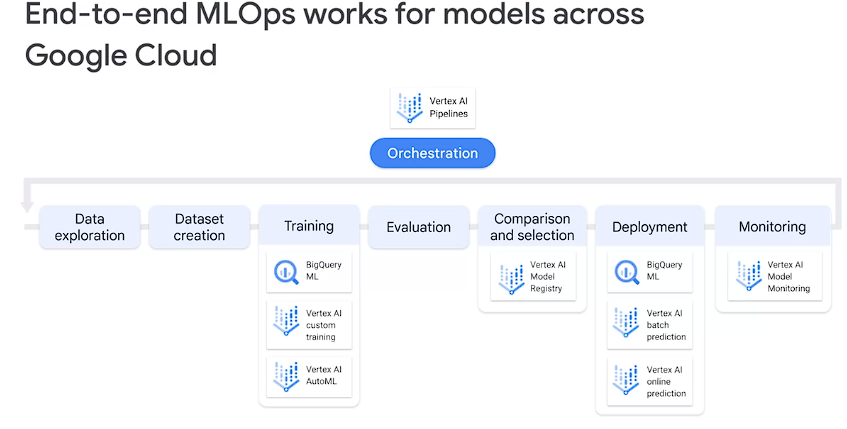 End-to-end MLOps works for models across
Google Cloud
Vertex AI
Pipelines
Orchestration
Data
exploration
Dataset
creation
Training
BigQuery
ML
Vertex AI
custom
training
Vertex AI
AutoML
Evaluation
Comparison
and selection
Vertex AI
Model
Registry
Deployment
BigQuery
ML
Vertex AI
batch
prediction
Vertex AI
online
prediction
Monitoring
Vertex AI
Model
Monitoring